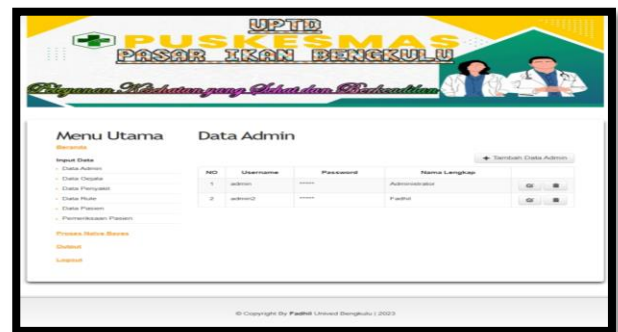 UPTD
PUSKESMAS
PASAR IKAN BENGKULU
Pelayanan Kesehatan yang Sehat dan Berkeadilan
Menu Utama
Beranda
Input Data
Data Admin
Data Gejala
Data Penyakit
Data Rule
Data Pasien
Pemeriksaan Pasien
Proses Naive Bayes
Output
Logout
Data Admin
+ Tambah Data Admin
NO Username Password Nama Lengkap
1 admin ***** Administrator
2 admin2 ***** Fadhil
© Copyright By Fadhil Unived Bengkulu | 2023